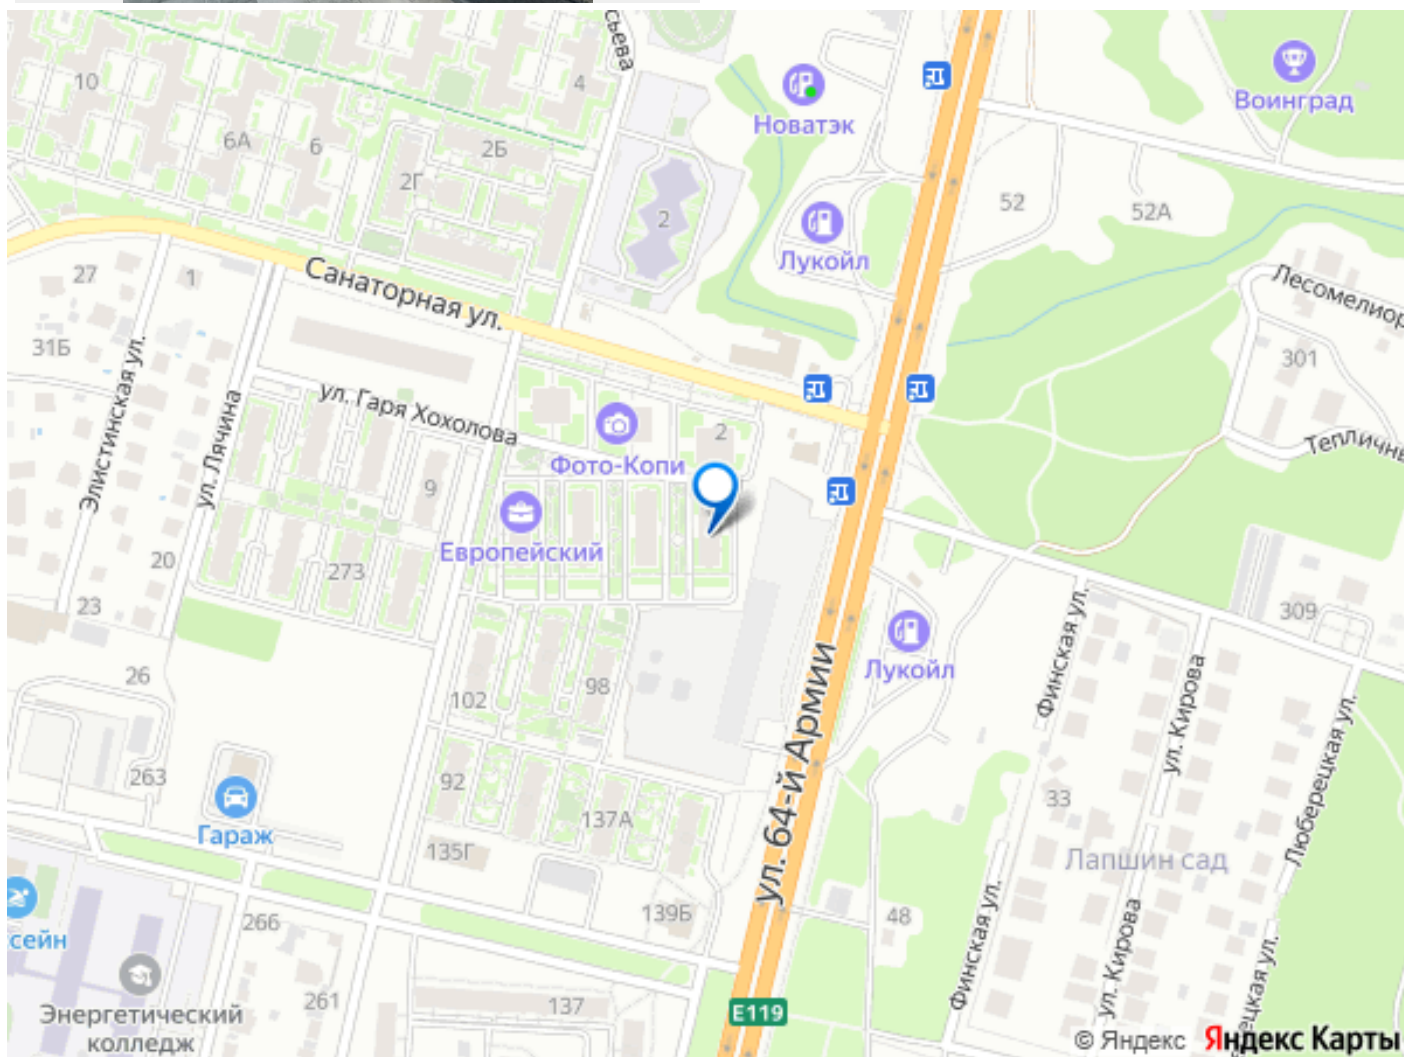 сьева
10
4
Новатэк
Воинград
6А
6
2Б
2Г
52
52А
2
Лукойл
27
1
Санаторная ул.
Лесомелиор
31Б
301
Элистинская ул.
ул. Лячина
ул. Гаря Хохолова
2
Фото-Копи
Тепличны
9
Европейский
20
273
23
309
Лукойл
26
98
102
Финская ул.
ул. Кирова
Люберецкая ул.
ул. 64-й Армии
263
92
33
Гараж
137А
135Г
Лапшин сад
48
139Б
266
сейн
Финская ул.
ул. Кирова
ецкая ул.
Энергетический
колледж
261
137
E119
© Яндекс Яндекс Карты